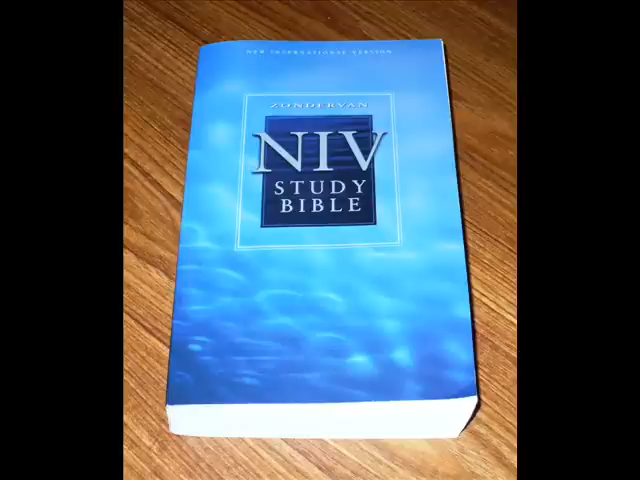 NEW INTERNATIONAL VERSION
ZONDERVAN
NIV
STUDY
BIBLE